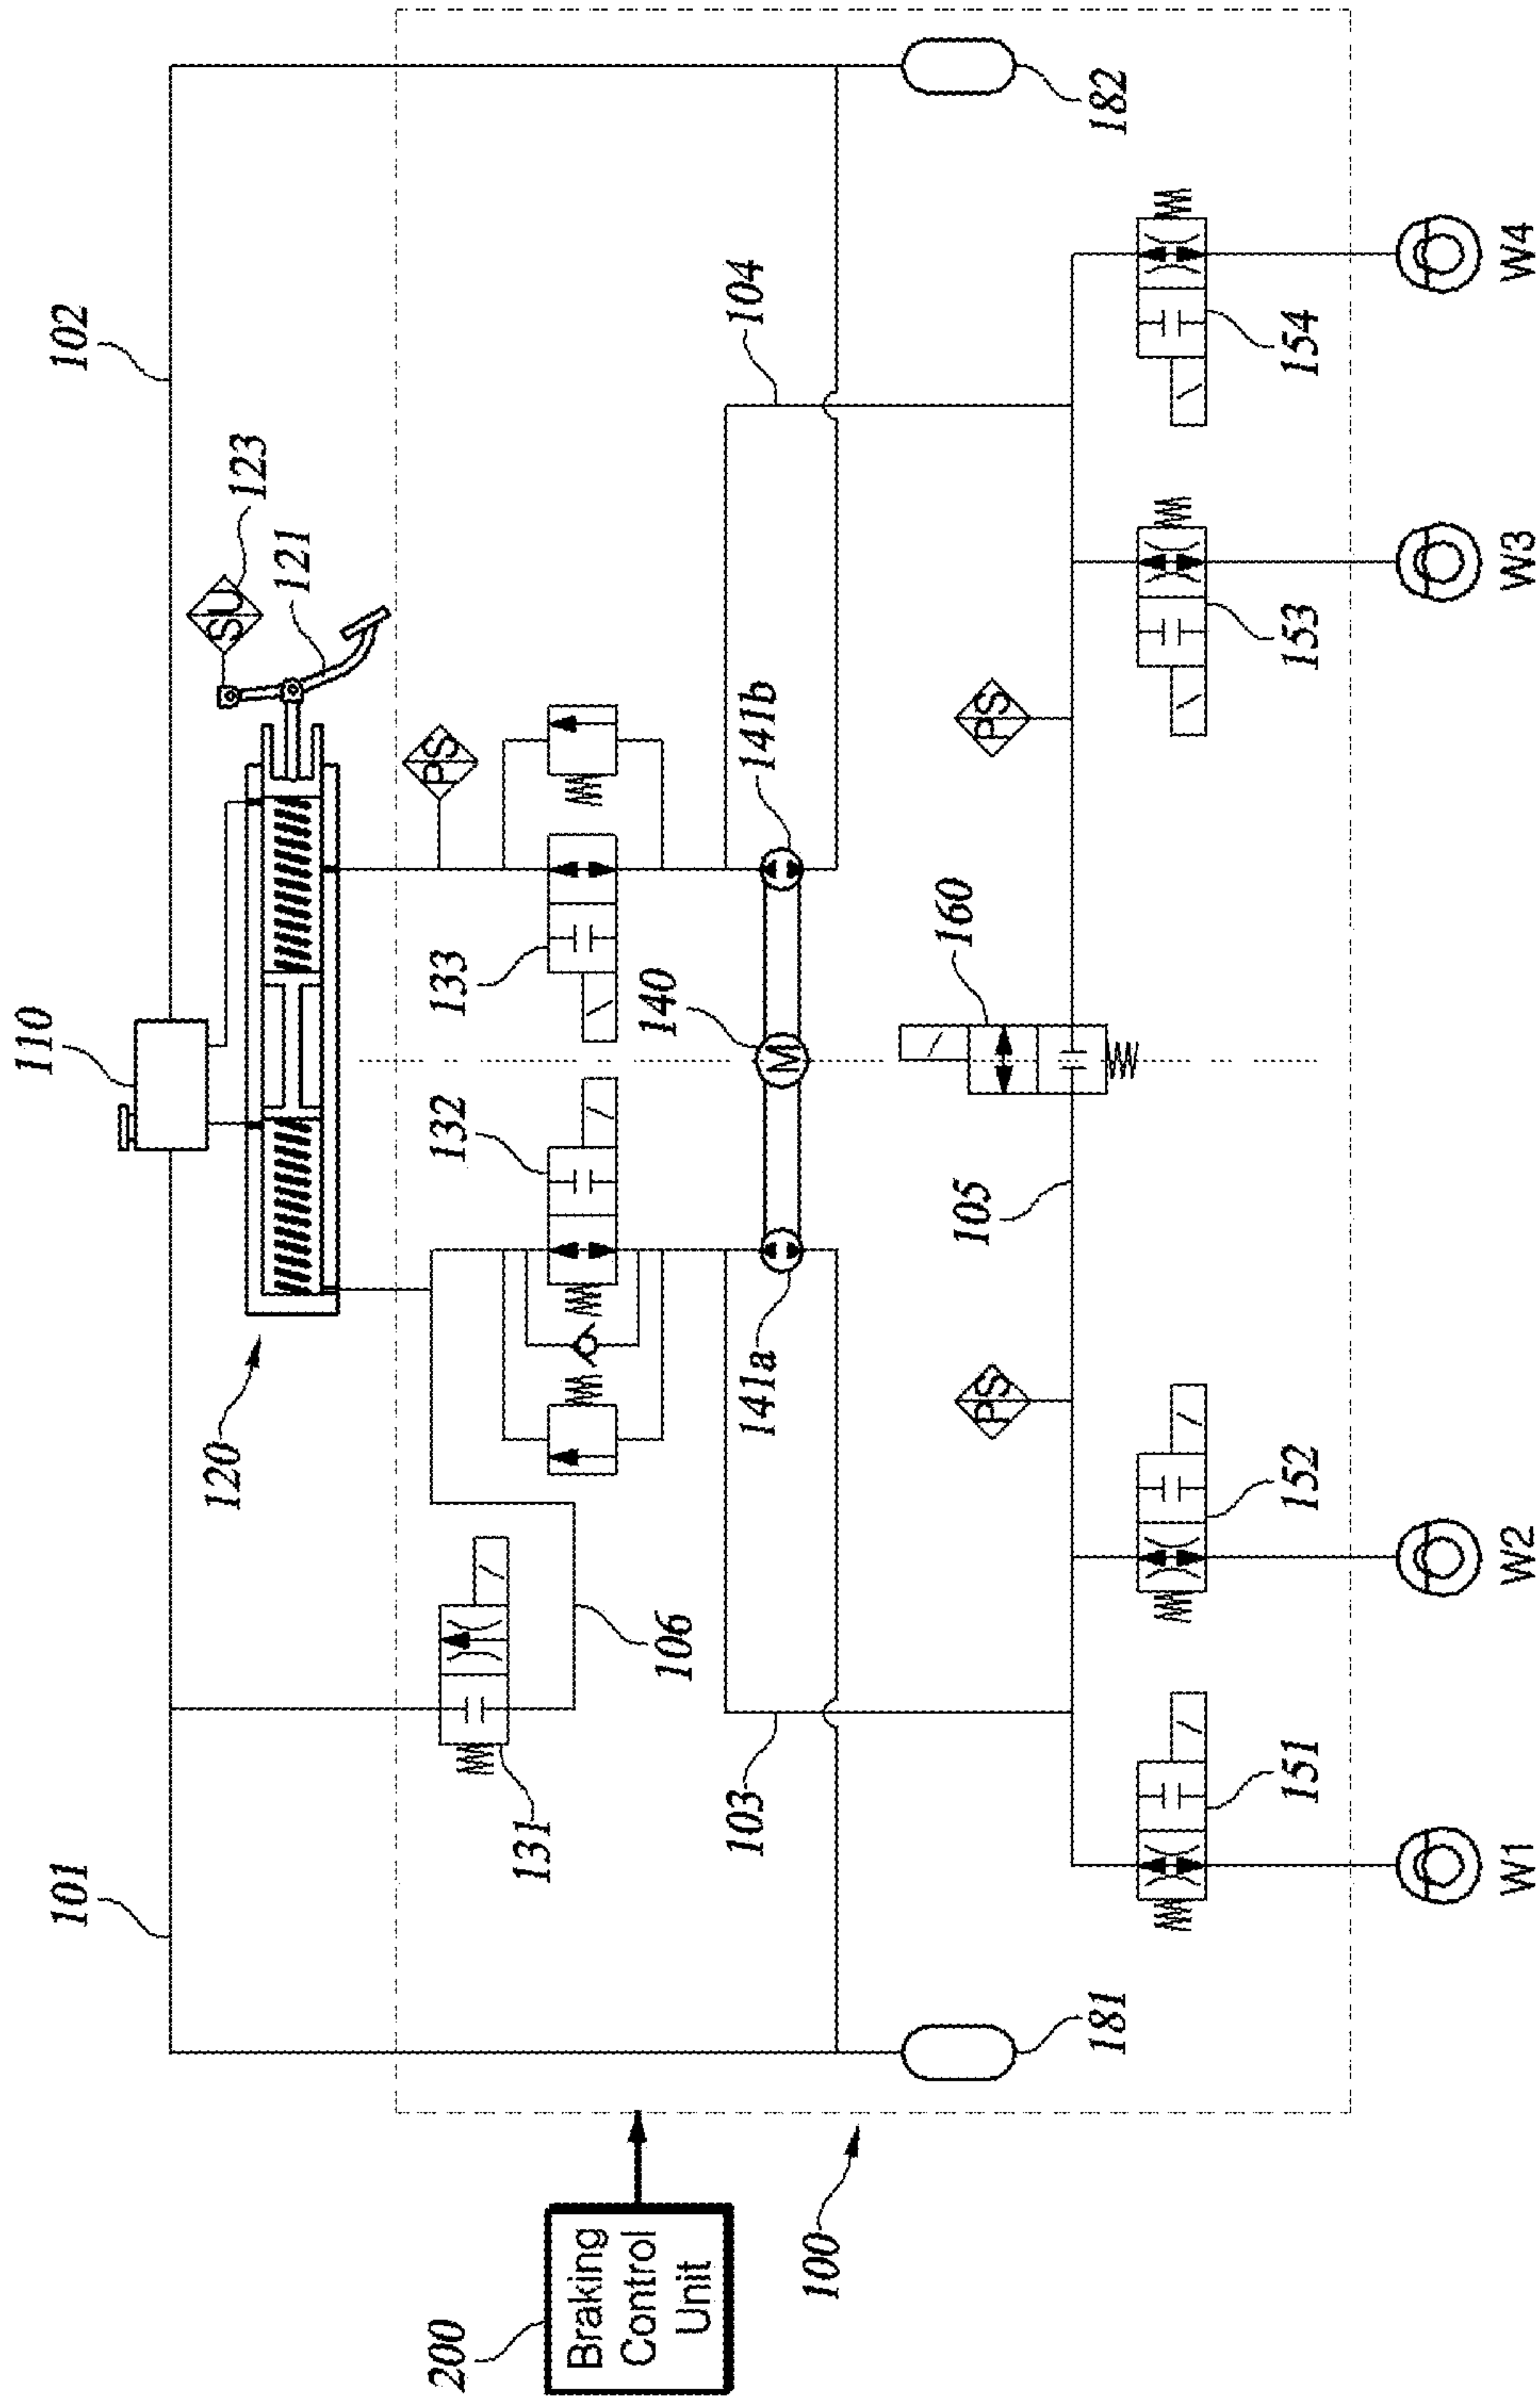 110
101
102
120
SU
123
121
131
132
133
PS
106
140
141a
141b
103
104
200
Braking
Control
Unit
100
PS
PS
105
160
181
182
151
152
153
154
W1
W2
W3
W4